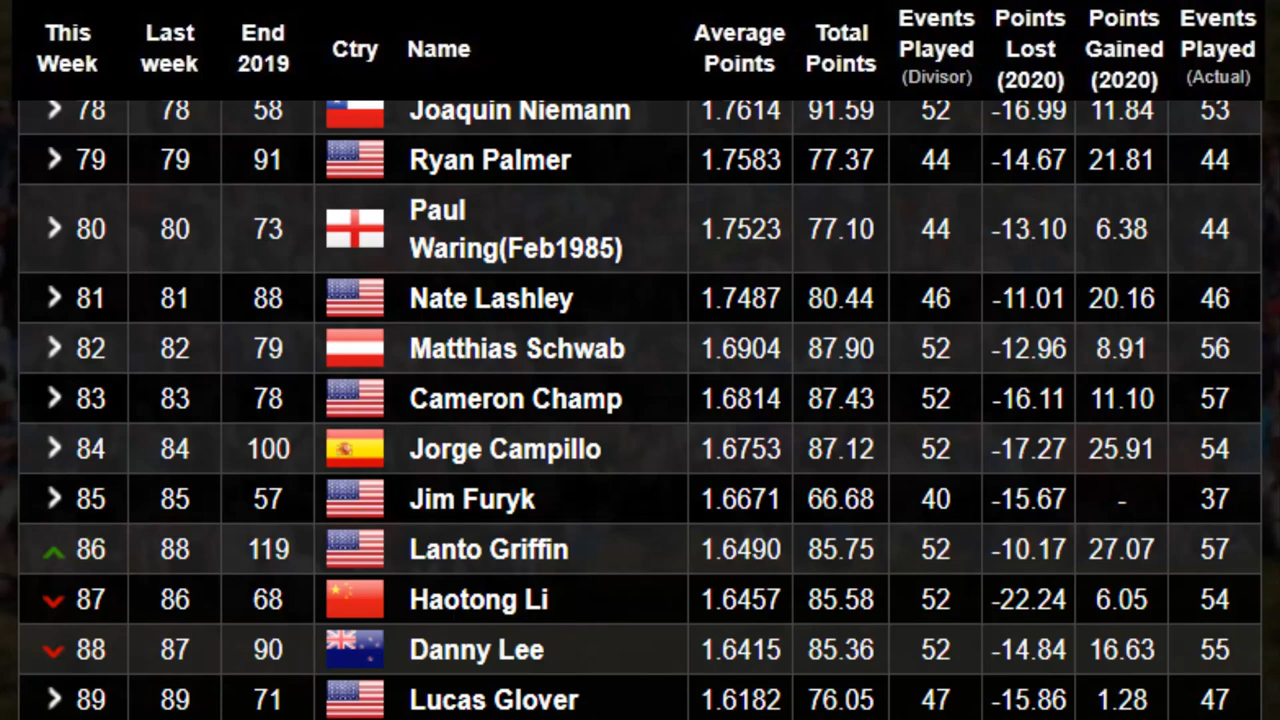 This Week Last week End 2019 Ctry Name Average Points Total Points Events Played (Divisor) Points Lost (2020) Points Gained (2020) Events Played (Actual)
78 78 58 Joaquin Niemann 1.7614 91.59 52 -16.99 11.84 53
79 79 91 Ryan Palmer 1.7583 77.37 44 -14.67 21.81 44
80 80 73 Paul Waring(Feb1985) 1.7523 77.10 44 -13.10 6.38 44
81 81 88 Nate Lashley 1.7487 80.44 46 -11.01 20.16 46
82 82 79 Matthias Schwab 1.6904 87.90 52 -12.96 8.91 56
83 83 78 Cameron Champ 1.6814 87.43 52 -16.11 11.10 57
84 84 100 Jorge Campillo 1.6753 87.12 52 -17.27 25.91 54
85 85 57 Jim Furyk 1.6671 66.68 40 -15.67 - 37
86 88 119 Lanto Griffin 1.6490 85.75 52 -10.17 27.07 57
87 86 68 Haotong Li 1.6457 85.58 52 -22.24 6.05 54
88 87 90 Danny Lee 1.6415 85.36 52 -14.84 16.63 55
89 89 71 Lucas Glover 1.6182 76.05 47 -15.86 1.28 47